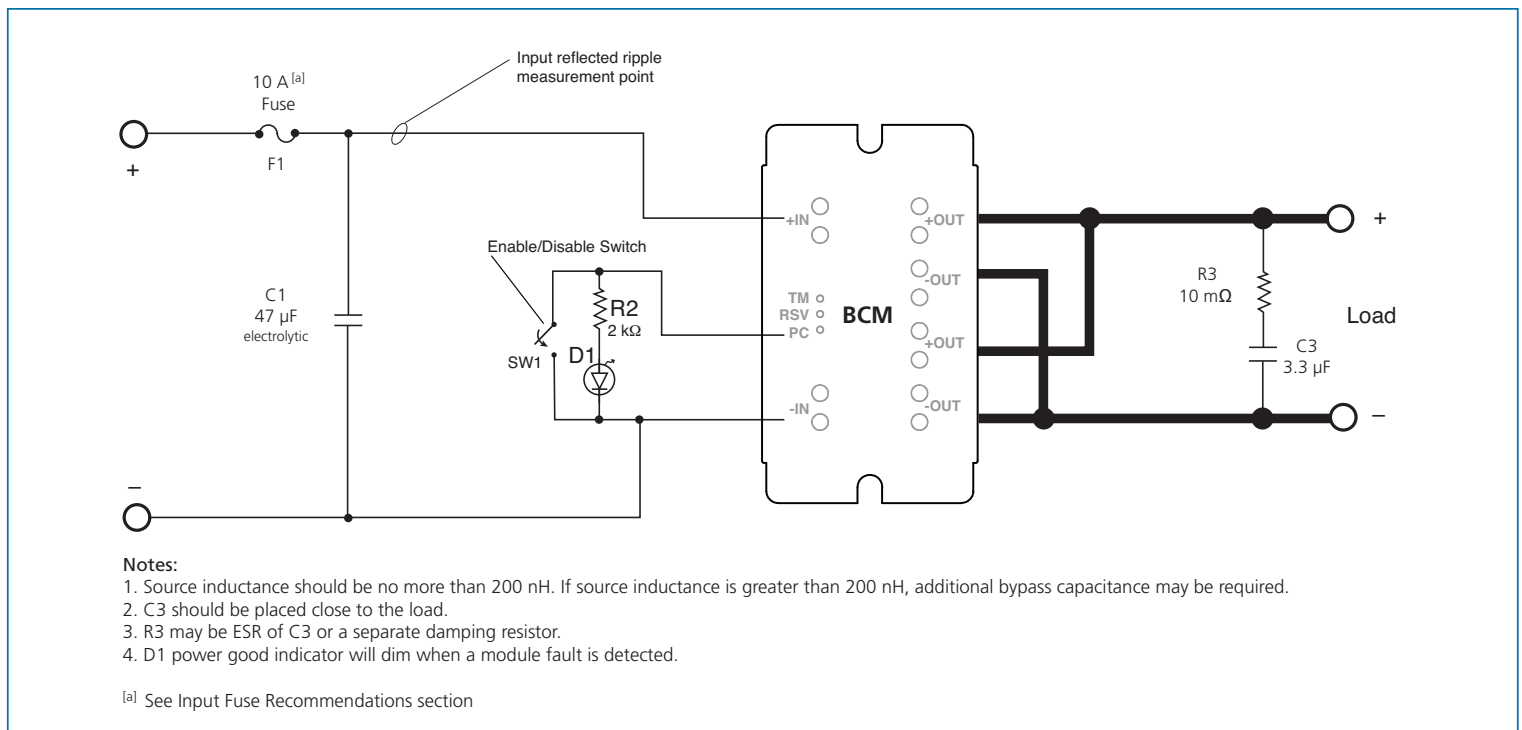 Input reflected ripple
measurement point
10 A [a]
Fuse
F1
+
+IN
+OUT
+
Enable/Disable Switch
-OUT
C1
47 µF
electrolytic
R2
2 kΩ
D1
SW1
TM
RSV
PC
BCM
R3
10 mΩ
Load
+OUT
C3
3.3 µF
-IN
-OUT
–
–
Notes:
1. Source inductance should be no more than 200 nH. If source inductance is greater than 200 nH, additional bypass capacitance may be required.
2. C3 should be placed close to the load.
3. R3 may be ESR of C3 or a separate damping resistor.
4. D1 power good indicator will dim when a module fault is detected.
[a] See Input Fuse Recommendations section